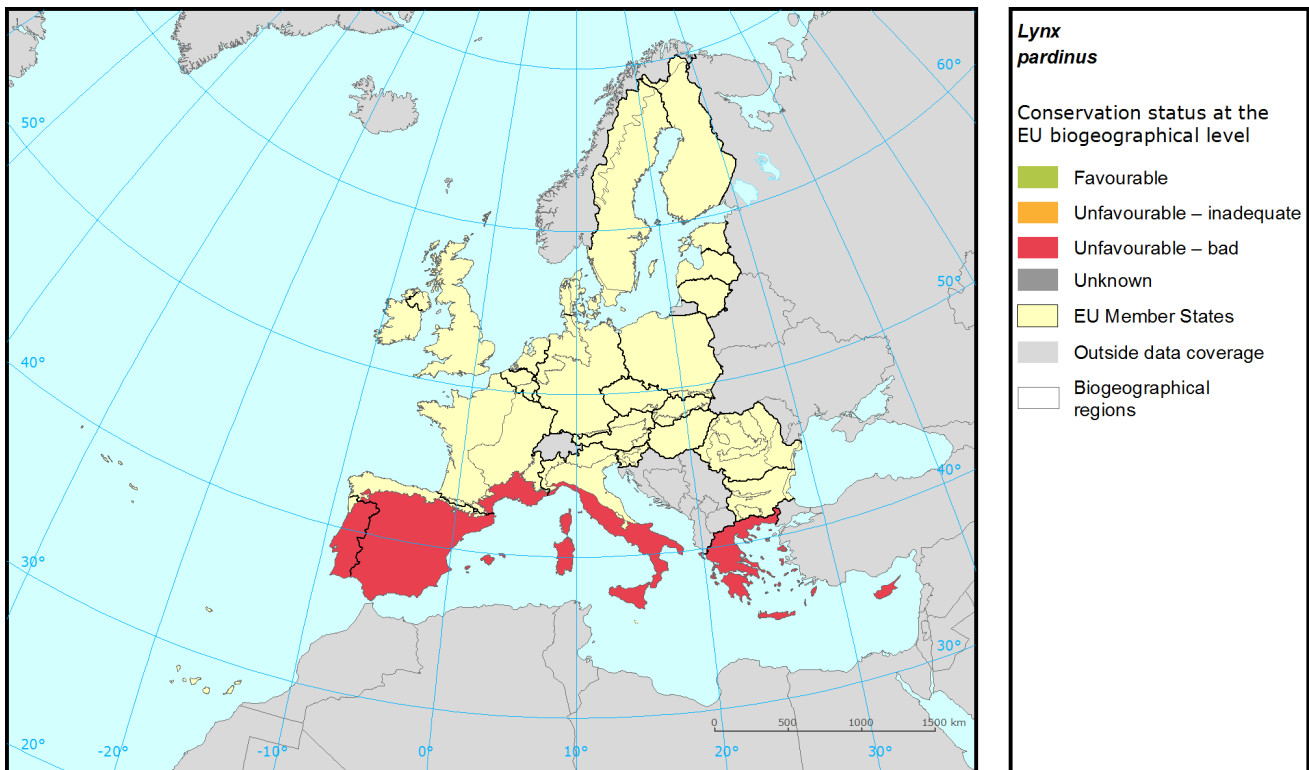 Lynx
pardinus
Conservation status at the
EU biogeographical level
Favourable
Unfavourable – inadequate
Unfavourable – bad
Unknown
EU Member States
Outside data coverage
Biogeographical
regions
60°
50°
50°
40°
40°
30°
30°
0 500 1000 1500 km
20° -20° -10° 0° 10° 20° 30°